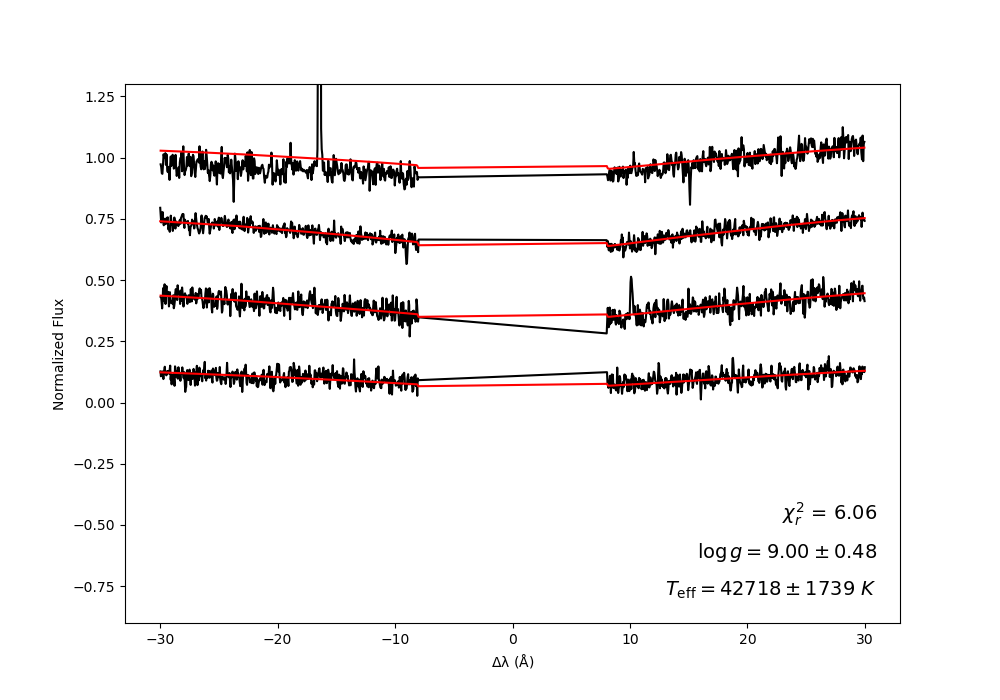 1.25
1.00
0.75
0.50
0.25
0.00
−0.25
−0.50
−0.75
Normalized Flux
χ²ᵣ = 6.06
log g = 9.00 ± 0.48
T_eff = 42718 ± 1739 K
−30 −20 −10 0 10 20 30
Δλ (Å)